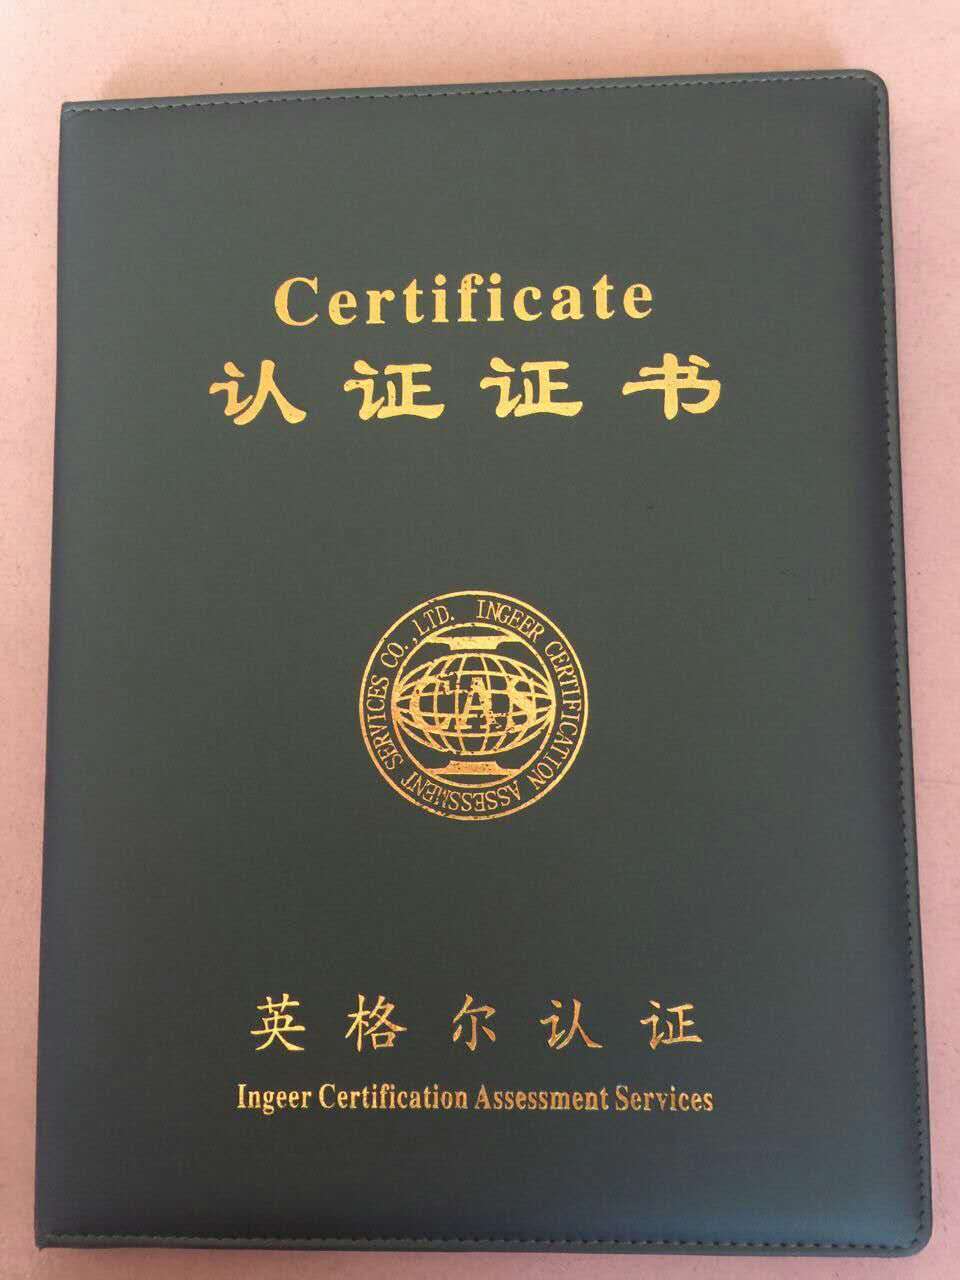 Certificate
认证证书
INGEER CERTIFICATION ASSESSMENT SERVICES CO.,LTD.
CAS
英格尔认证
Ingeer Certification Assessment Services